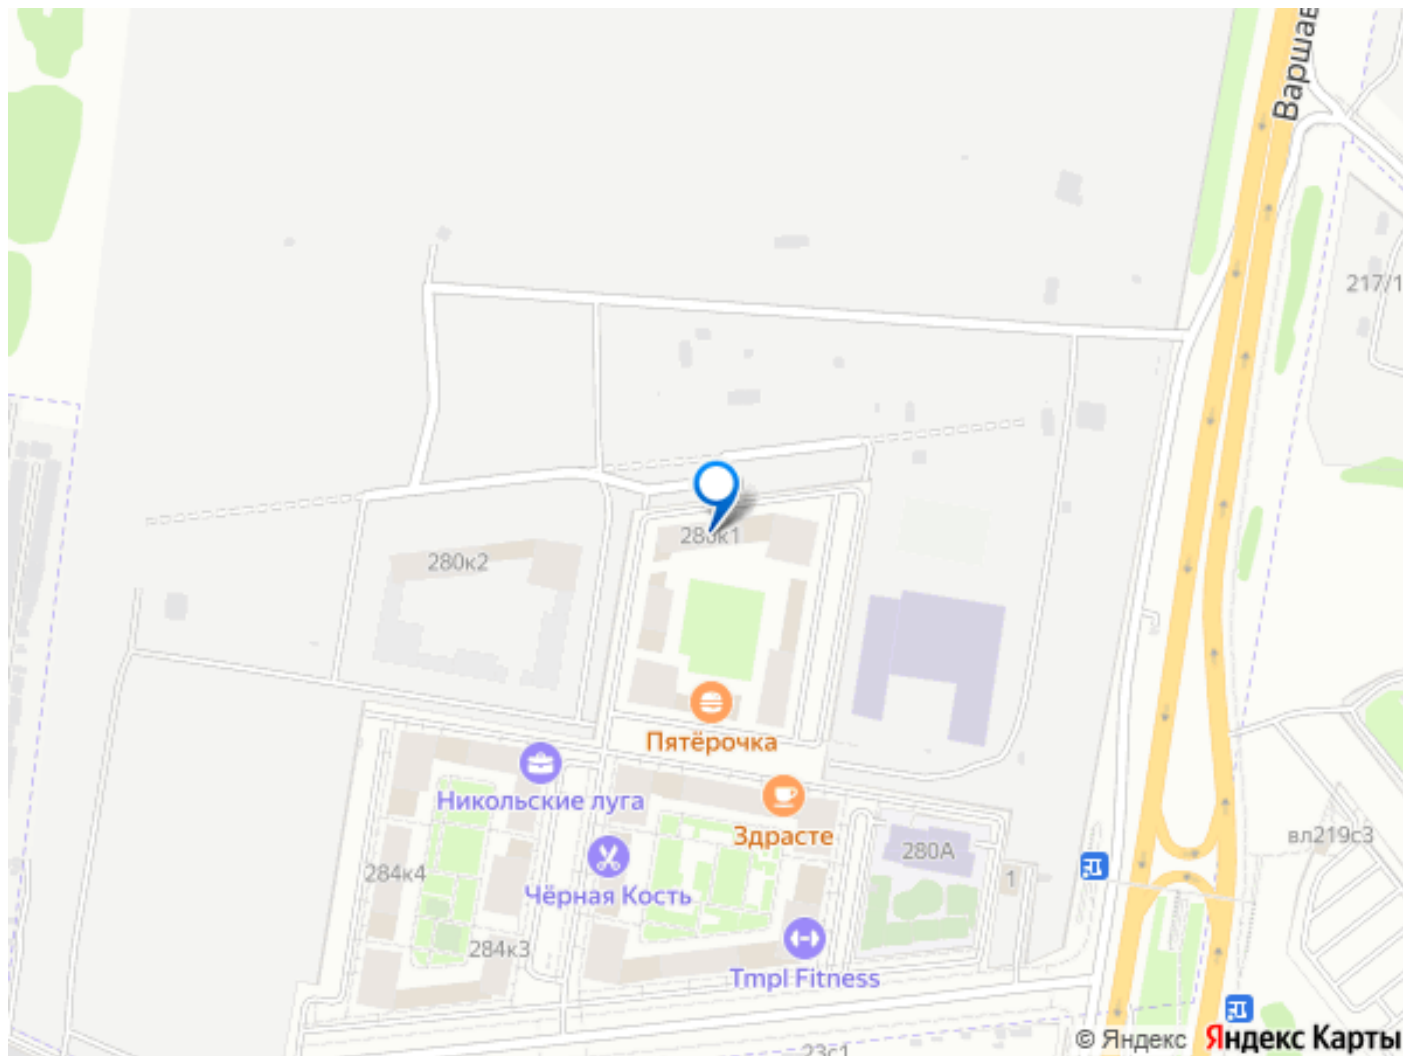 Варшав
217/1
280к1
280к2
Пятёрочка
Никольские луга
Здрасте
вл219с3
280А
284к4
Чёрная Кость
1
284к3
Tmpl Fitness
23с1
© Яндекс Яндекс Карты